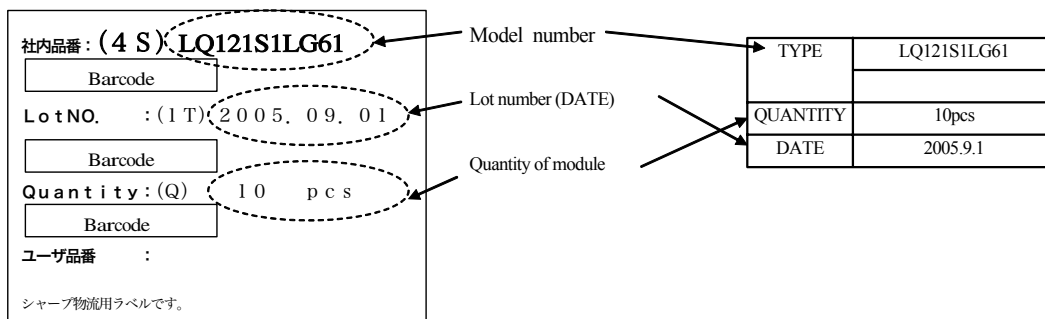 社内品番：(４Ｓ) LQ121S1LG61
Barcode
ＬｏｔNO. ：(１Ｔ) ２００５．０９．０１
Barcode
Ｑｕａｎｔｉｔｙ：(Ｑ) １０ ｐｃｓ
Barcode
ユーザ品番 ：
シャープ物流用ラベルです。
Model number
Lot number (DATE)
Quantity of module
TYPE LQ121S1LG61
QUANTITY 10pcs
DATE 2005.9.1